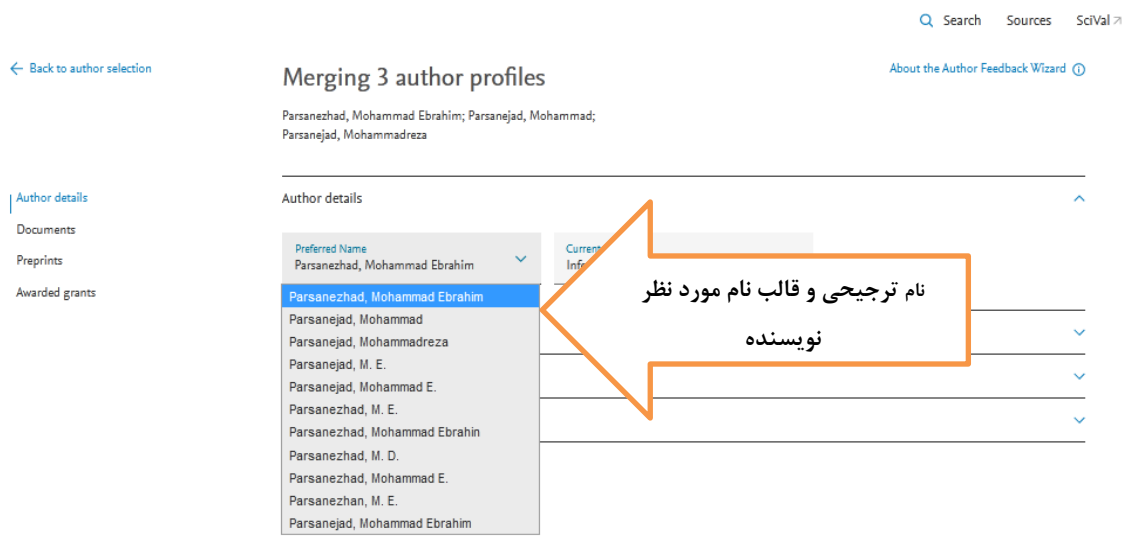 Search Sources SciVal
Back to author selection
Merging 3 author profiles
About the Author Feedback Wizard
Parsanezhad, Mohammad Ebrahim; Parsanejad, Mohammad;
Parsanejad, Mohammadreza
Author details
Documents
Preprints
Awarded grants
Author details
Preferred Name
Parsanezhad, Mohammad Ebrahim
Current
Parsanezhad, Mohammad Ebrahim
Parsanejad, Mohammad
Parsanejad, Mohammadreza
Parsanejad, M. E.
Parsanejad, Mohammad E.
Parsanezhad, M. E.
Parsanezhad, Mohammad Ebrahin
Parsanezhad, M. D.
Parsanezhad, Mohammad E.
Parsanezhan, M. E.
Parsanejad, Mohammad Ebrahim
نام ترجیحی و قالب نام مورد نظر
نویسنده